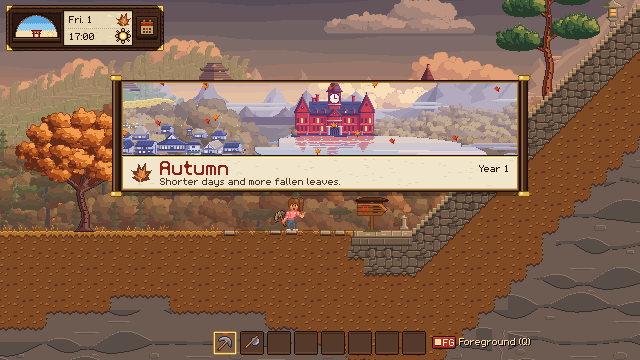 Fri. 1
17:00
Autumn
Year 1
Shorter days and more fallen leaves.
FG Foreground (Q)